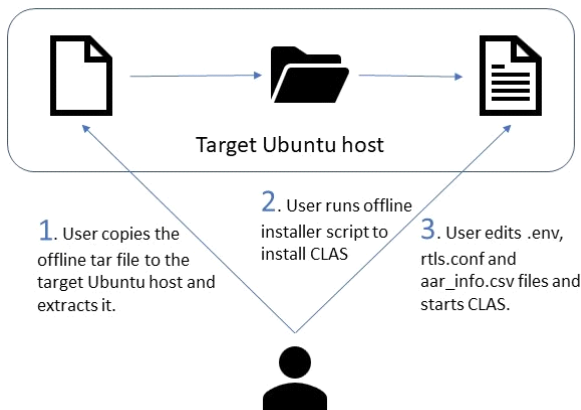 Target Ubuntu host
1. User copies the
offline tar file to the
target Ubuntu host and
extracts it.
2. User runs offline
installer script to
install CLAS
3. User edits .env,
rtls.conf and
aar_info.csv files and
starts CLAS.